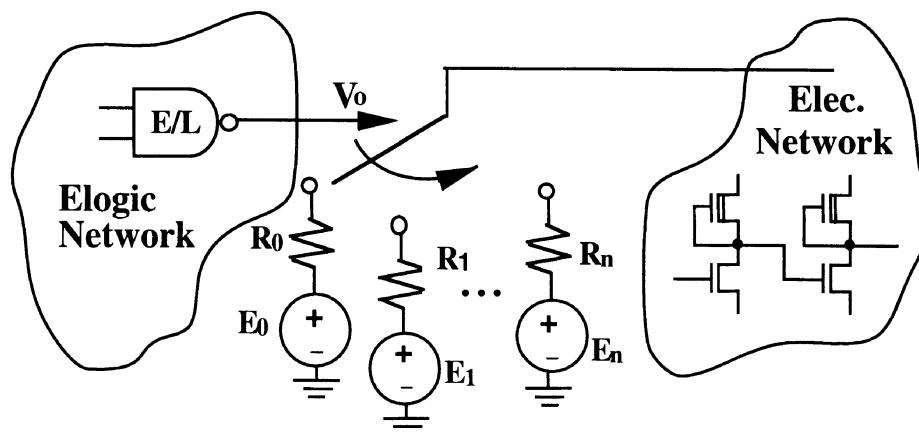 E/L
Vo
Elec.
Network
Elogic
Network
R0
R1
...
Rn
E0
+
−
E1
+
−
En
+
−